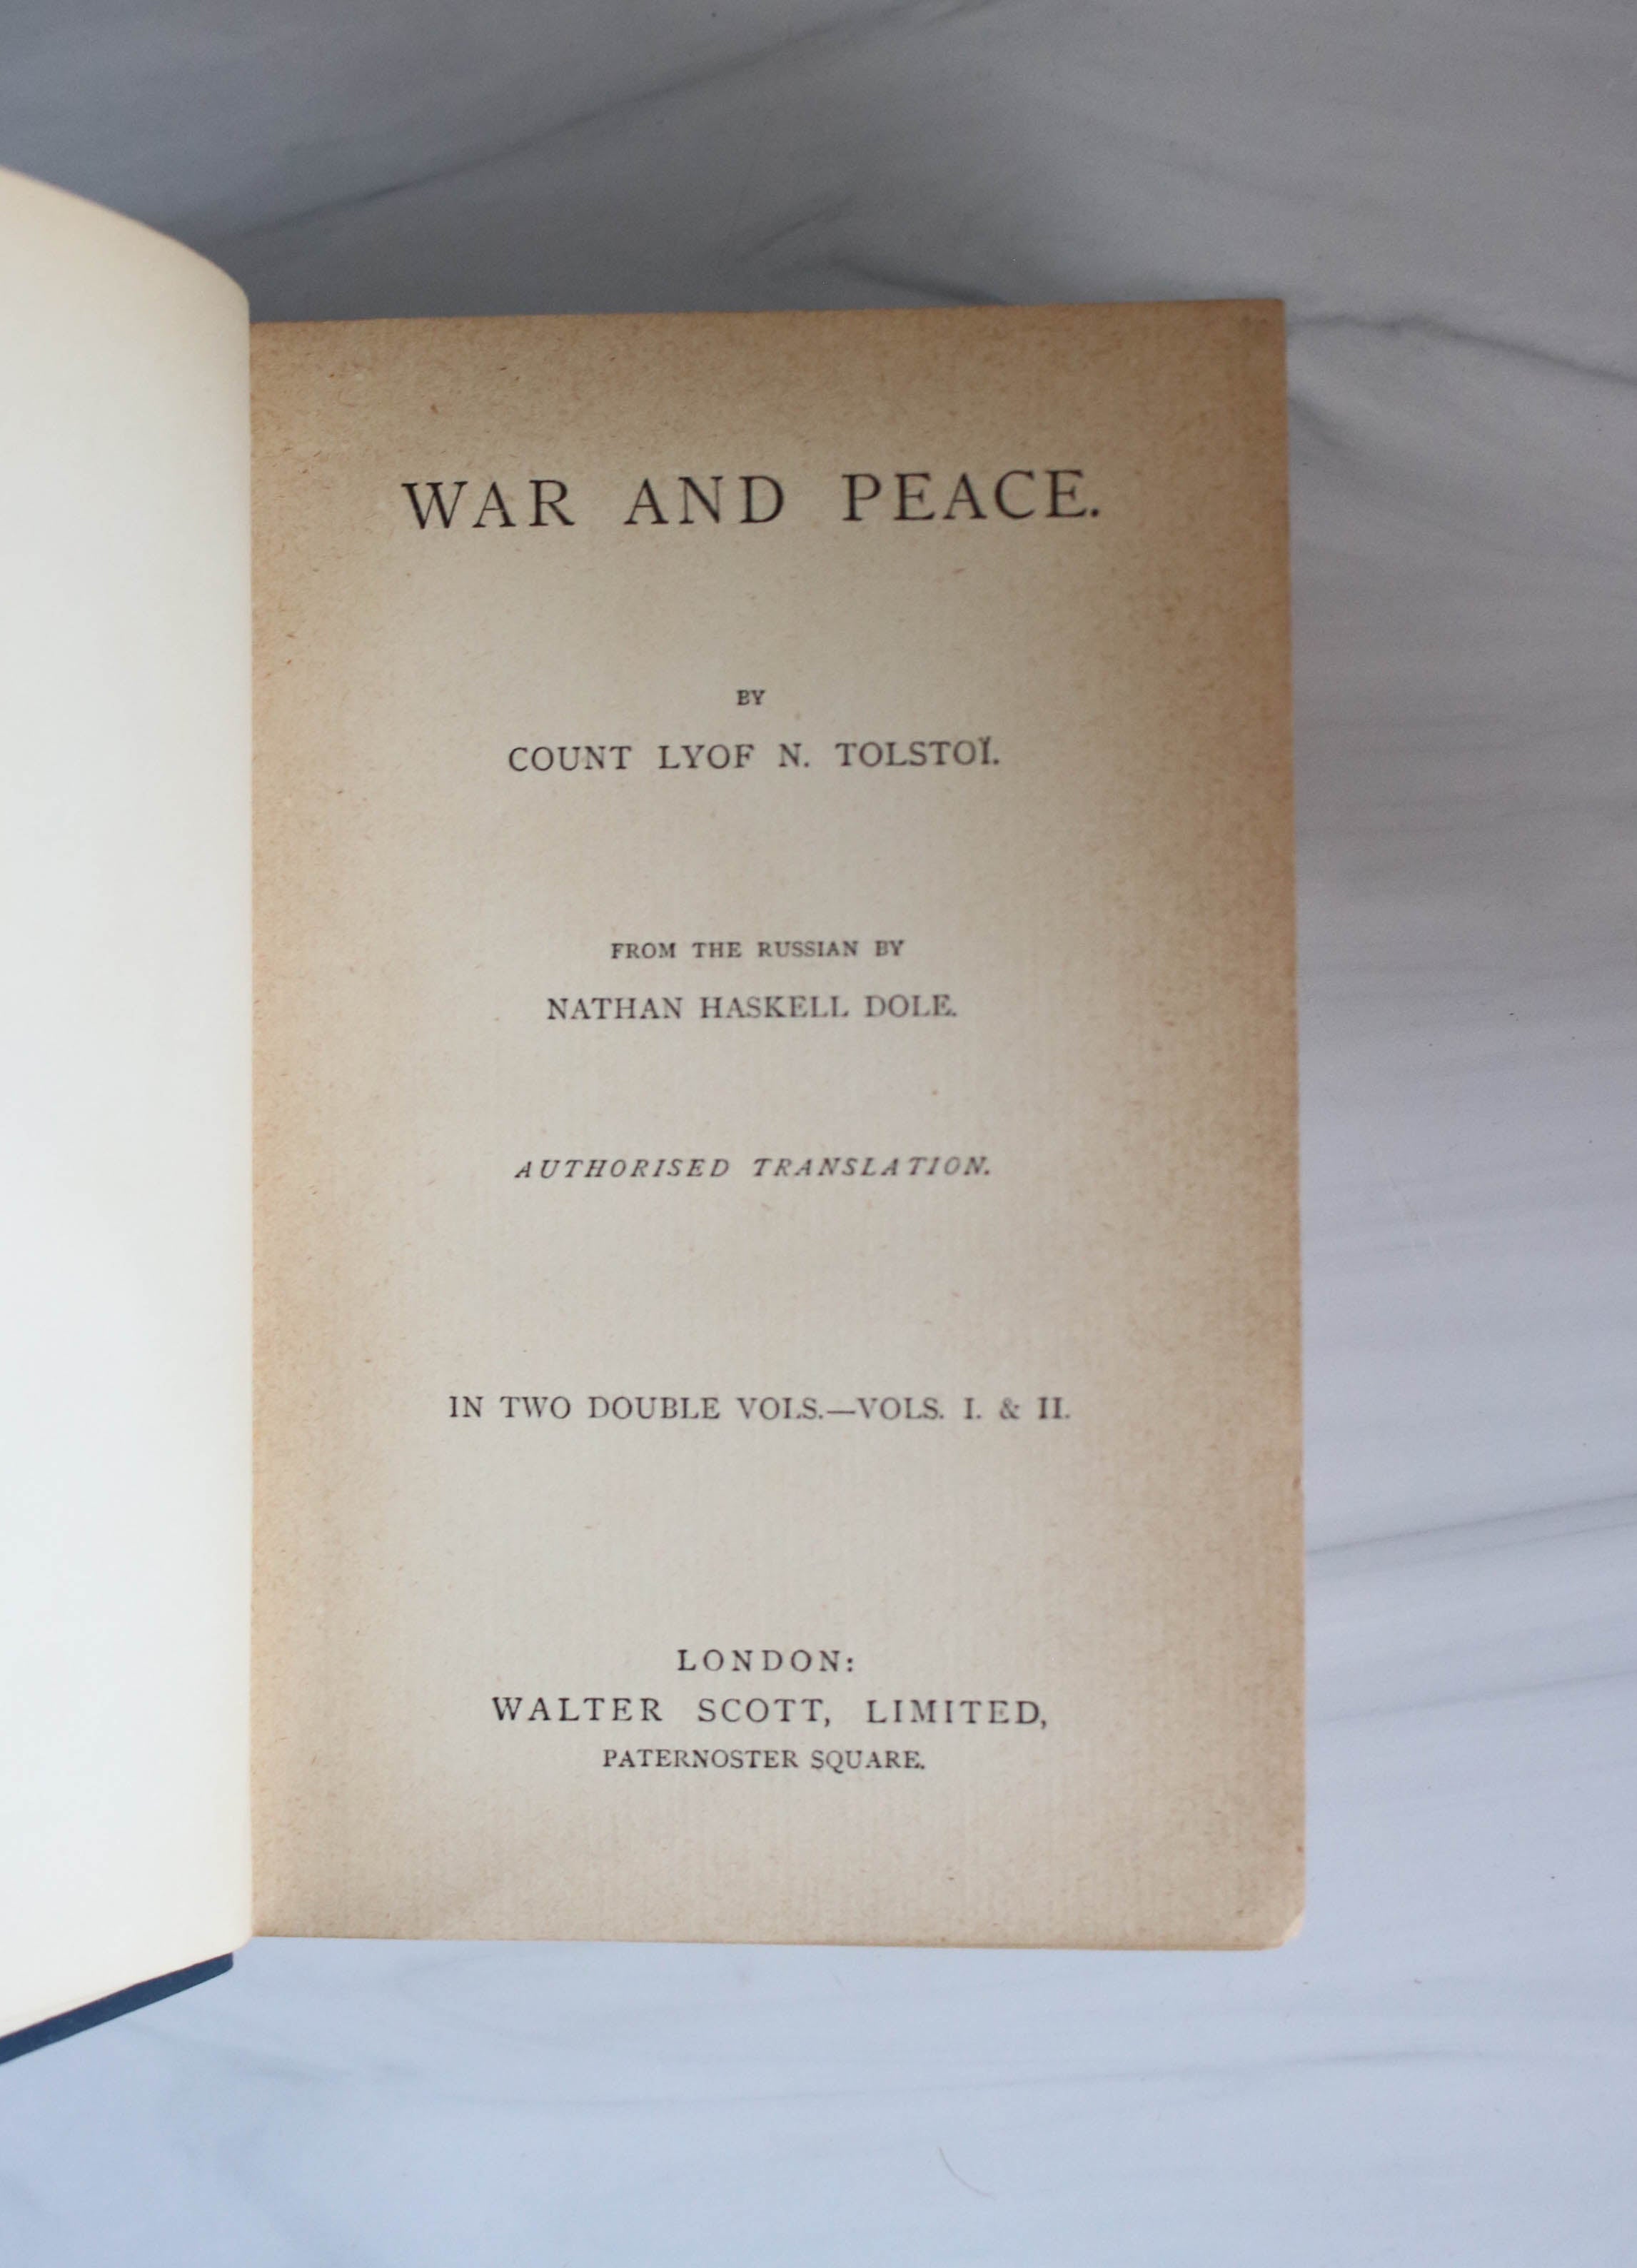 WAR AND PEACE.
BY
COUNT LYOF N. TOLSTOÏ.
FROM THE RUSSIAN BY
NATHAN HASKELL DOLE.
AUTHORISED TRANSLATION.
IN TWO DOUBLE VOLS.—VOLS. I. & II.
LONDON:
WALTER SCOTT, LIMITED,
PATERNOSTER SQUARE.